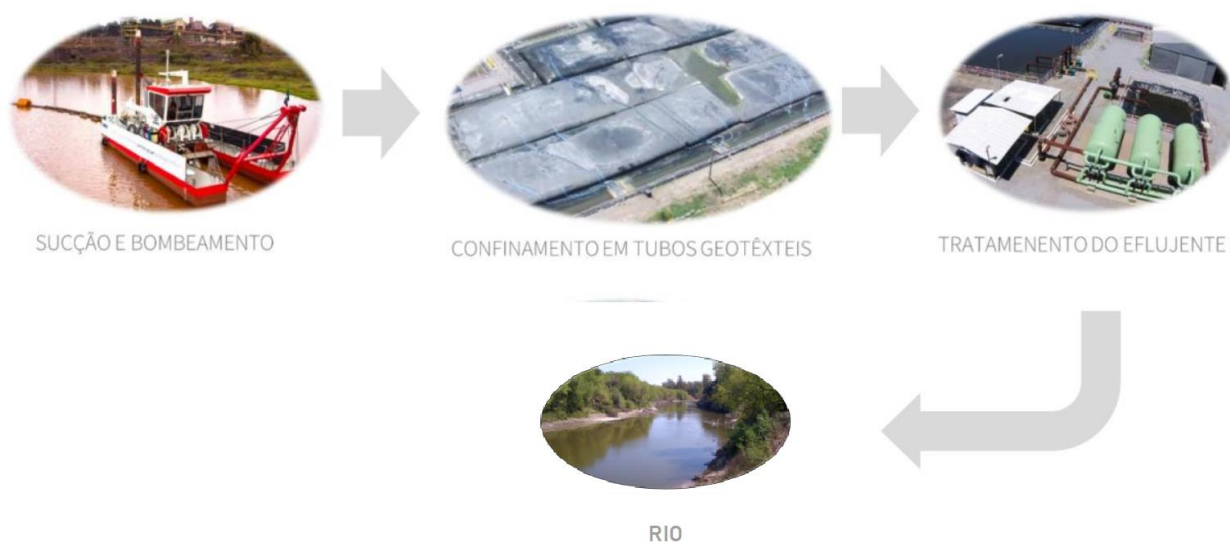 SUCÇÃO E BOMBEAMENTO
CONFINAMENTO EM TUBOS GEOTÊXTEIS
TRATAMENENTO DO EFLUJENTE
RIO